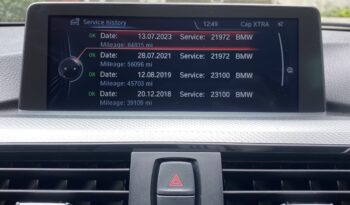 Service history 12:49 Cap XTRA
OK Date: 13.07.2023 Service: 21972 BMW
Mileage: 64815 mi
OK Date: 28.07.2021 Service: 21972 BMW
Mileage: 56096 mi
OK Date: 12.08.2019 Service: 23100 BMW
Mileage: 45703 mi
OK Date: 20.12.2018 Service: 23100 BMW
Mileage: 39109 mi